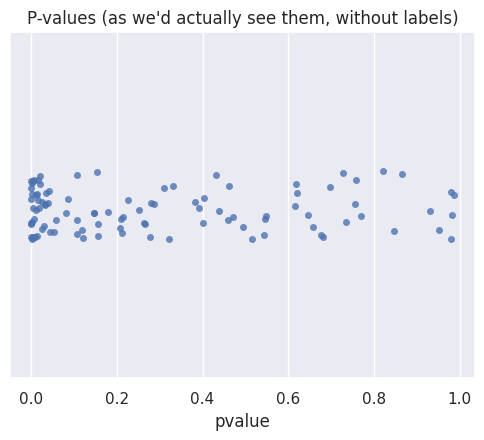 P-values (as we'd actually see them, without labels)
0.0 0.2 0.4 0.6 0.8 1.0
pvalue